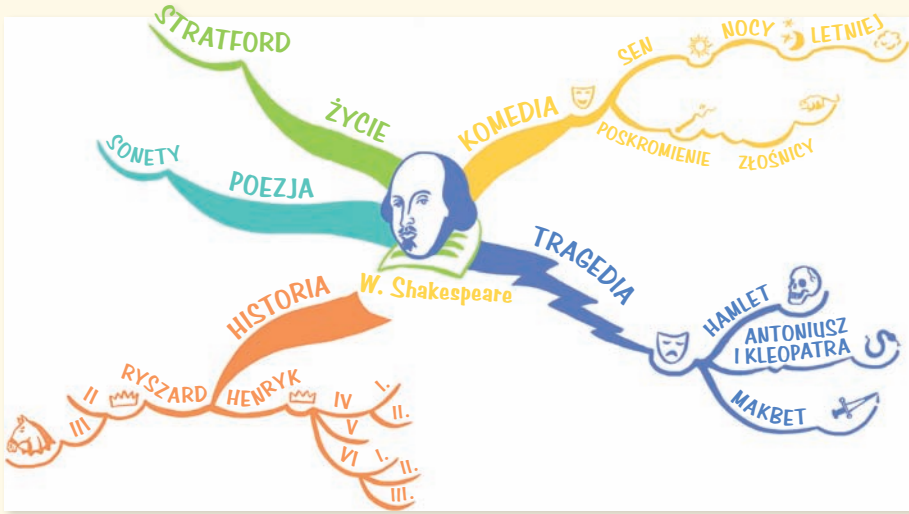 STRATFORD
ŻYCIE
SONETY
POEZJA
KOMEDIA
SEN NOCY LETNIEJ
POSKROMIENIE ZŁOŚNICY
W. Shakespeare
TRAGEDIA
HAMLET
ANTONIUSZ
I KLEOPATRA
MAKBET
HISTORIA
RYSZARD
II
III
HENRYK
IV
I.
II.
V
VI
I.
II.
III.